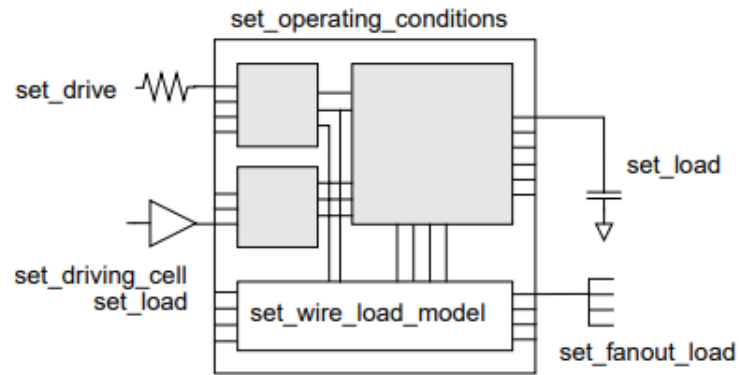 set_operating_conditions
set_drive
set_load
set_driving_cell
set_load
set_wire_load_model
set_fanout_load